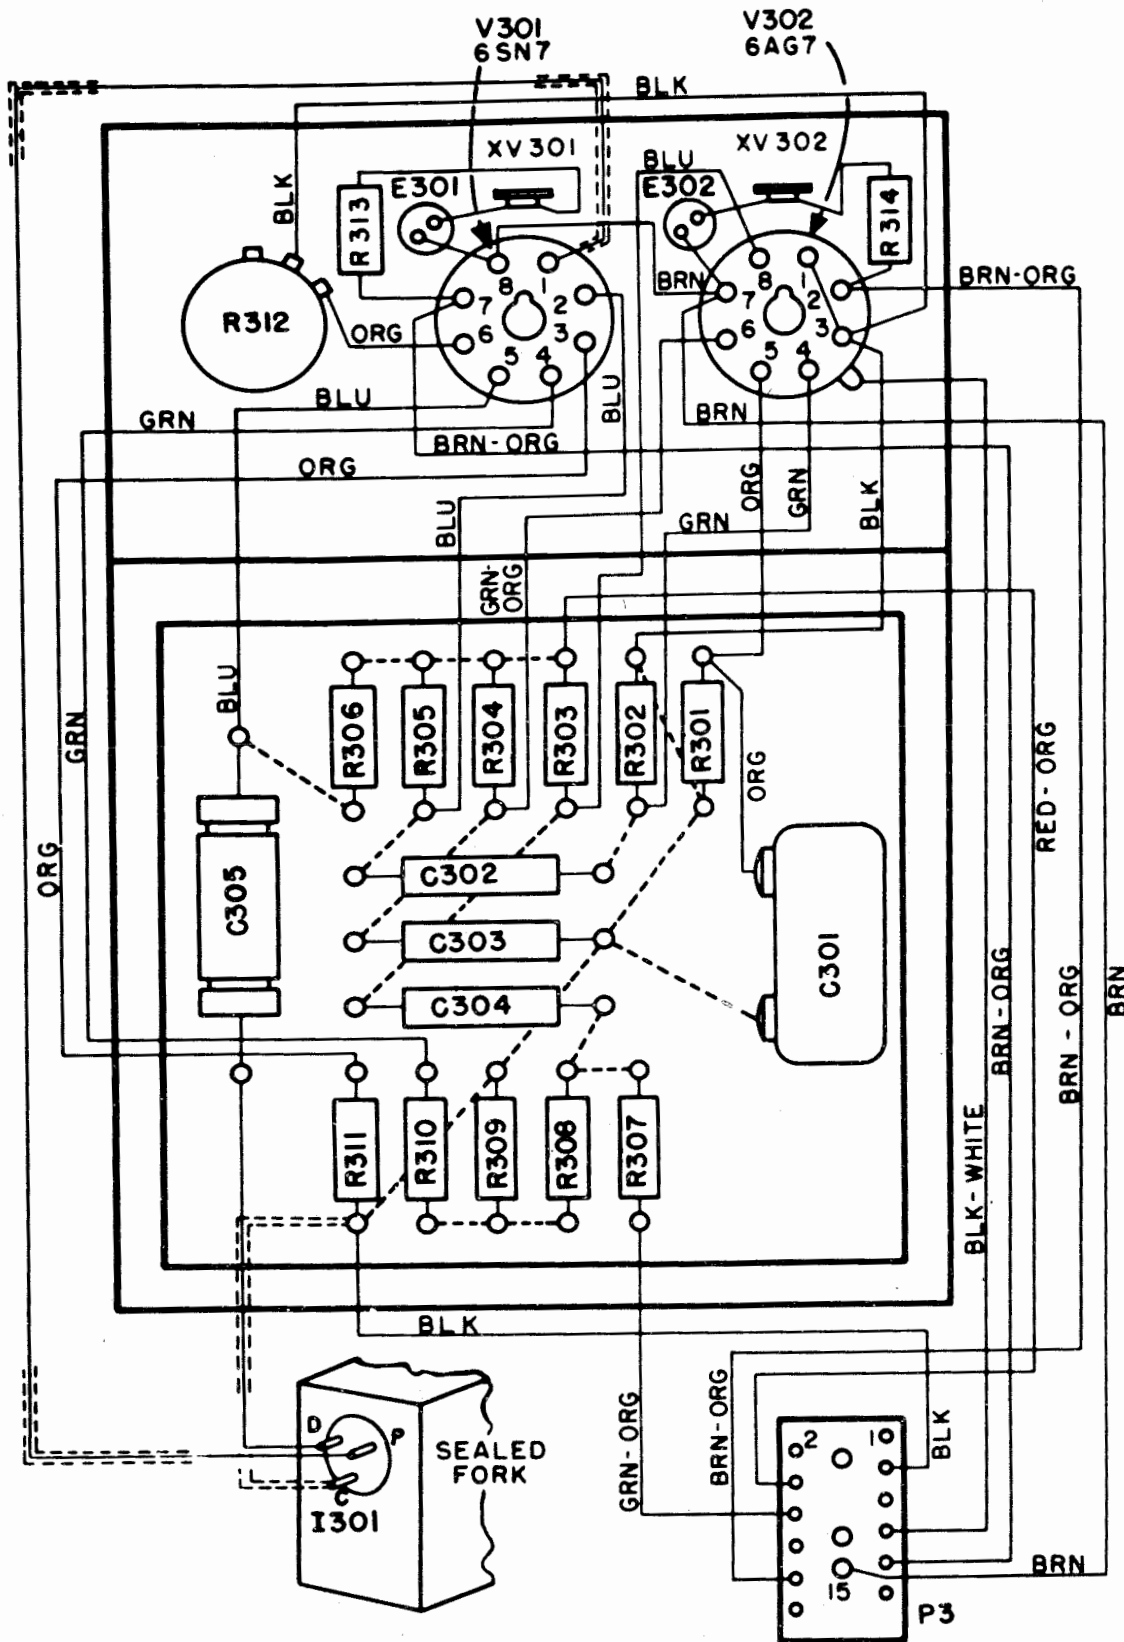 V301
6SN7
V302
6AG7
BLK
XV301
XV302
BLU
E301
E302
BLK
R313
R314
8
1
7
2
6
3
5
4
8
1
7
2
6
3
5
4
BRN
BRN-ORG
R312
ORG
BLU
BLU
GRN
BRN-ORG
BRN
ORG
BLU
ORG
GRN
BLK
GRN
GRN-
ORG
BLU
GRN
R306
R305
R304
R303
R302
R301
ORG
RED-ORG
ORG
C305
C302
C303
C304
C301
BRN-ORG
BRN-ORG
BRN
R311
R310
R309
R308
R307
BLK-WHITE
BLK
D
P
C
I301
SEALED
FORK
GRN-ORG
BRN-ORG
BLK
2
1
15
BRN
P3